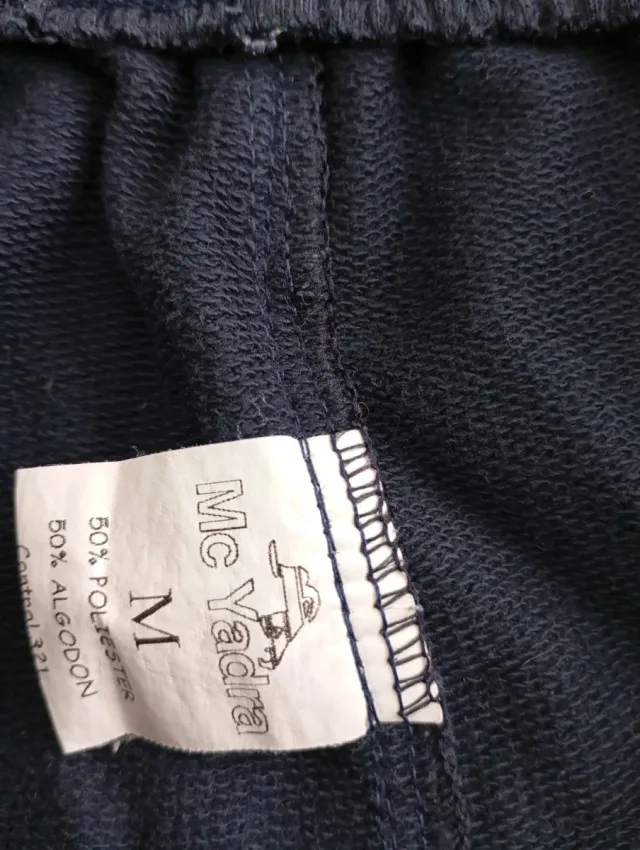 Mc Yadra
M
50% POLIESTER
50% ALGODON
Control 321